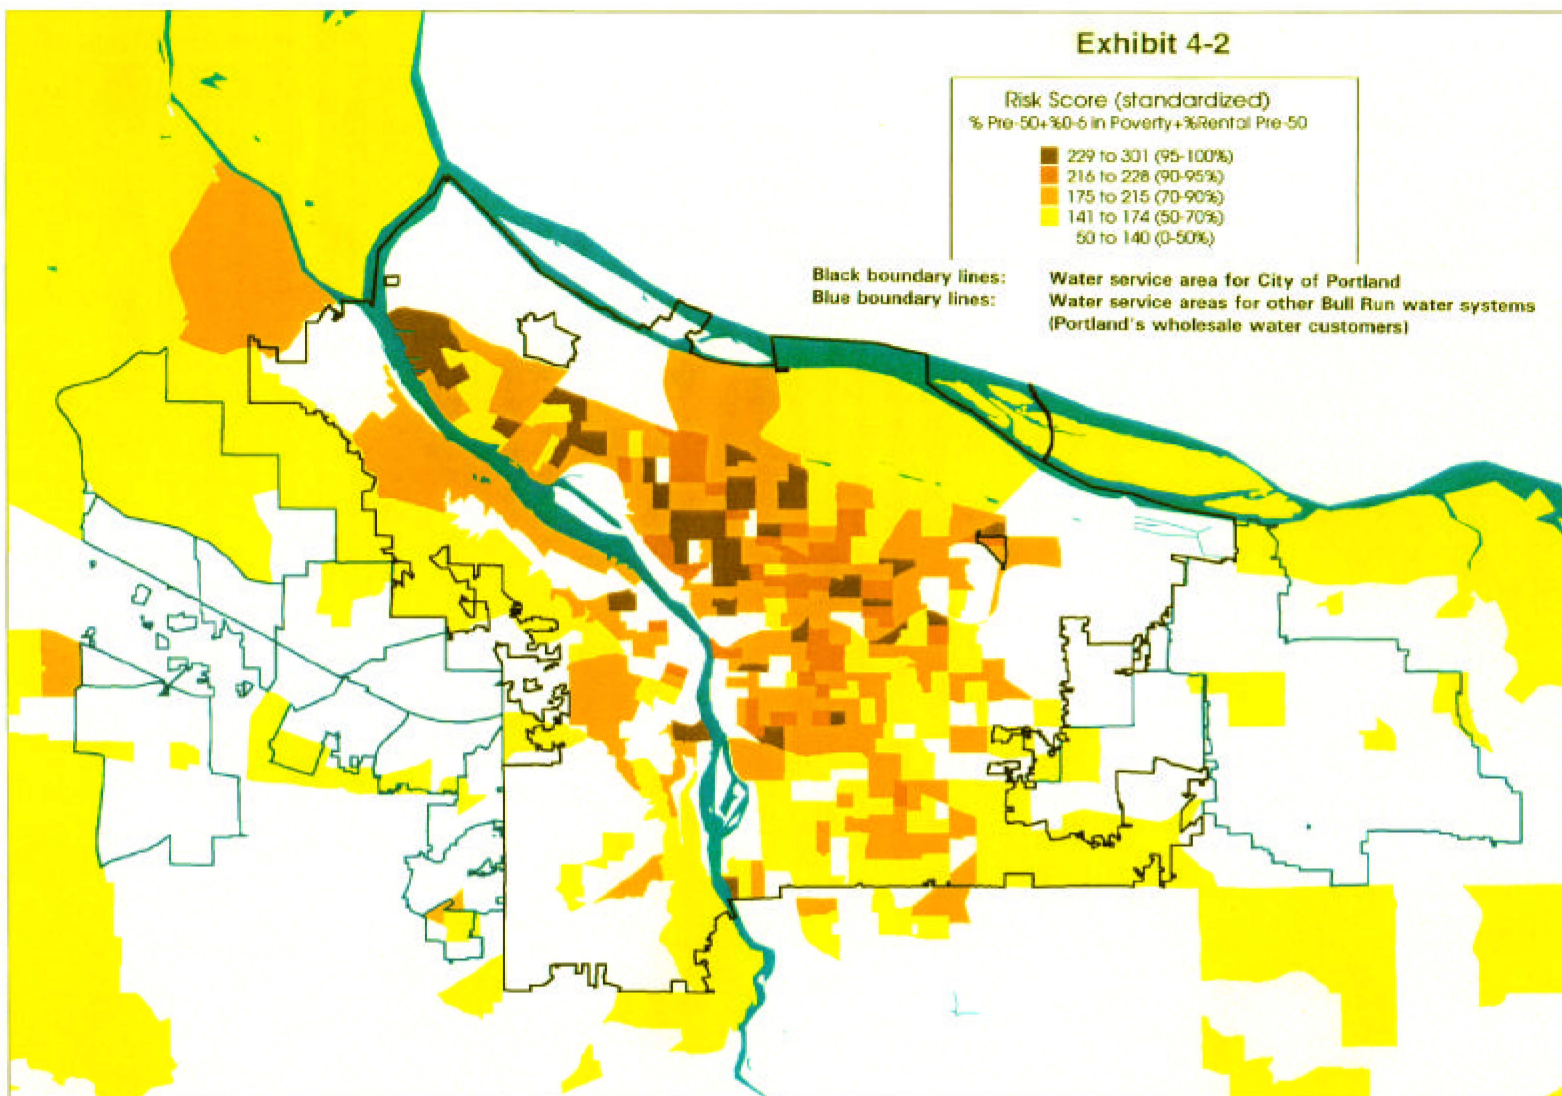 Exhibit 4-2
Risk Score (standardized)
% Pre-50+%0-6 in Poverty+%Rental Pre-50
229 to 301 (95-100%)
216 to 228 (90-95%)
175 to 215 (70-90%)
141 to 174 (50-70%)
50 to 140 (0-50%)
Black boundary lines: Water service area for City of Portland
Blue boundary lines: Water service areas for other Bull Run water systems
(Portland's wholesale water customers)